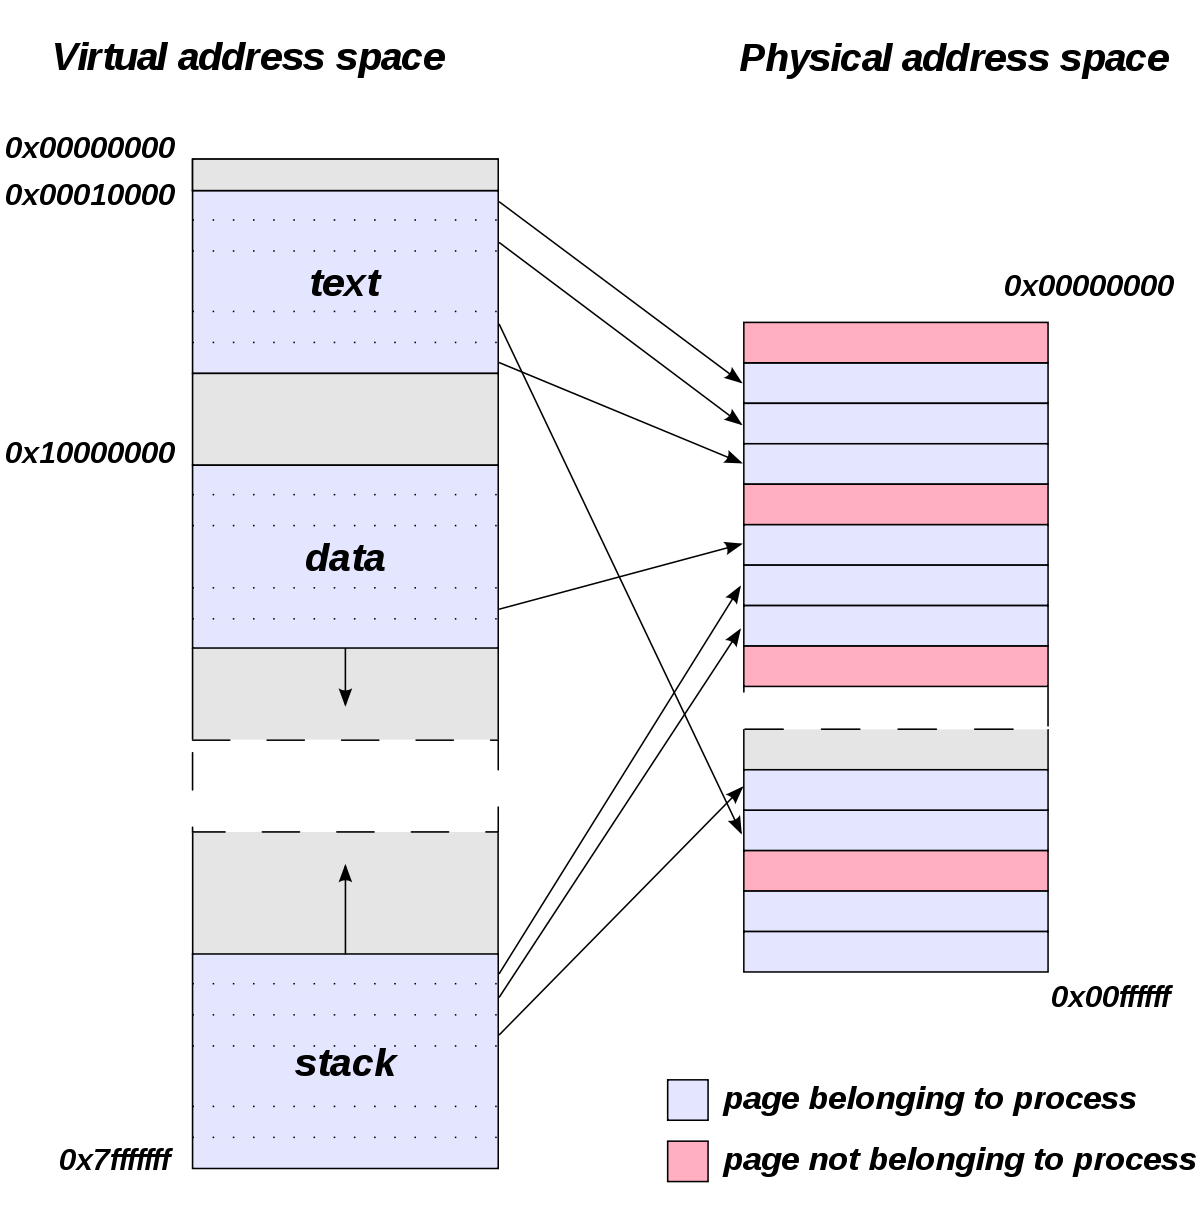 Virtual address space
Physical address space
0x00000000
0x00010000
text
0x00000000
0x10000000
data
0x00ffffff
stack
page belonging to process
0x7fffffff
page not belonging to process